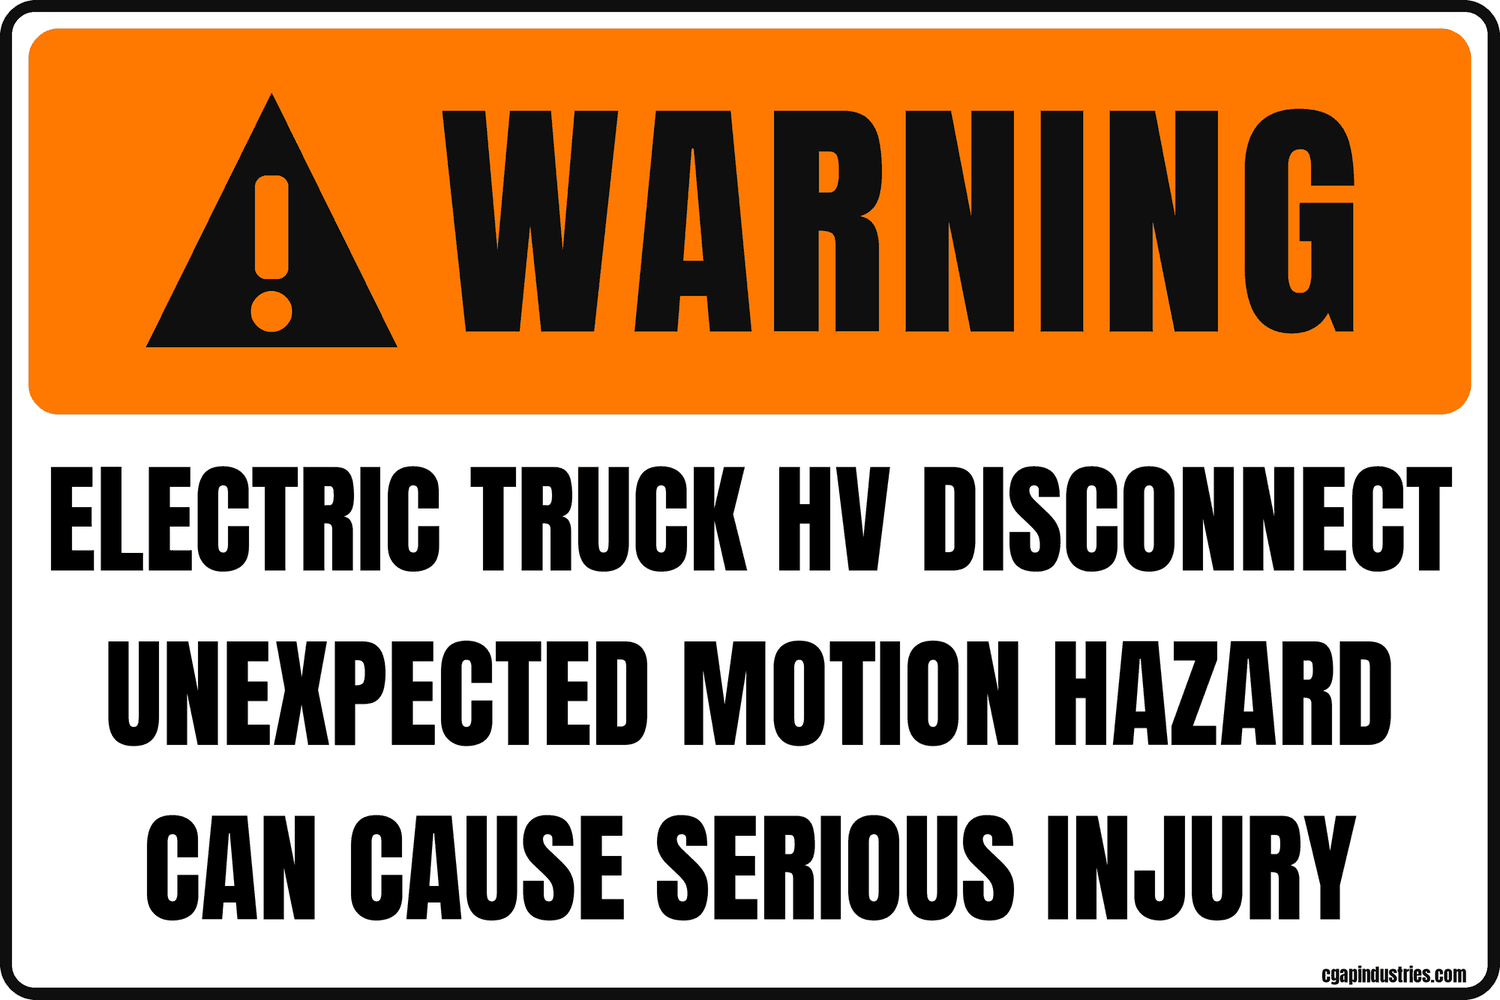 WARNING
ELECTRIC TRUCK HV DISCONNECT
UNEXPECTED MOTION HAZARD
CAN CAUSE SERIOUS INJURY
cgapindustries.com